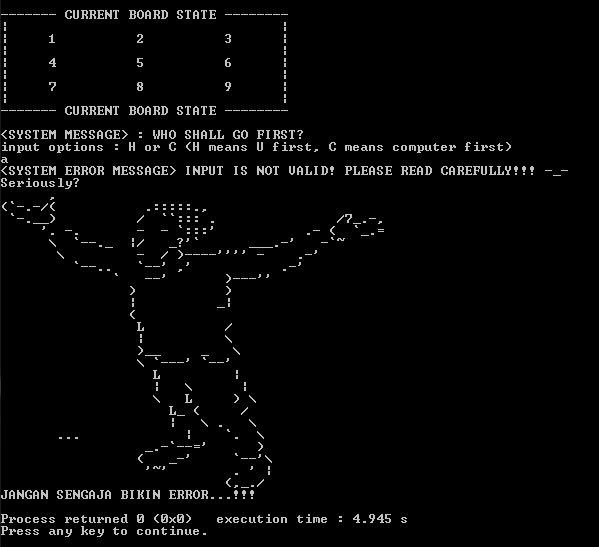 ------- CURRENT BOARD STATE --------
1 2 3
4 5 6
7 8 9
------- CURRENT BOARD STATE --------
<SYSTEM MESSAGE> : WHO SHALL GO FIRST?
input options : H or C (H means U first, C means computer first)
a
<SYSTEM ERROR MESSAGE> INPUT IS NOT VALID! PLEASE READ CAREFULLY!!! -_-
Seriously?
...
JANGAN SENGAJA BIKIN ERROR...!!!
Process returned 0 (0x0) execution time : 4.945 s
Press any key to continue.